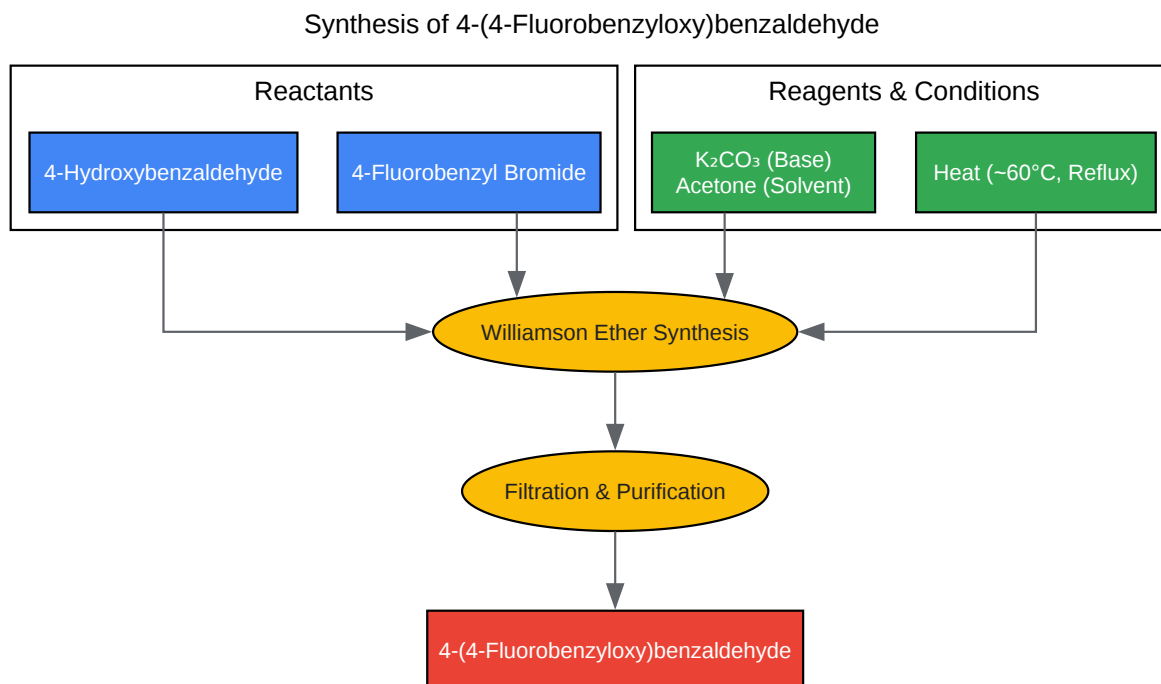 Synthesis of 4-(4-Fluorobenzyloxy)benzaldehyde
Reactants
Reagents & Conditions
4-Hydroxybenzaldehyde
4-Fluorobenzyl Bromide
K₂CO₃ (Base)
Acetone (Solvent)
Heat (~60°C, Reflux)
Williamson Ether Synthesis
Filtration & Purification
4-(4-Fluorobenzyloxy)benzaldehyde